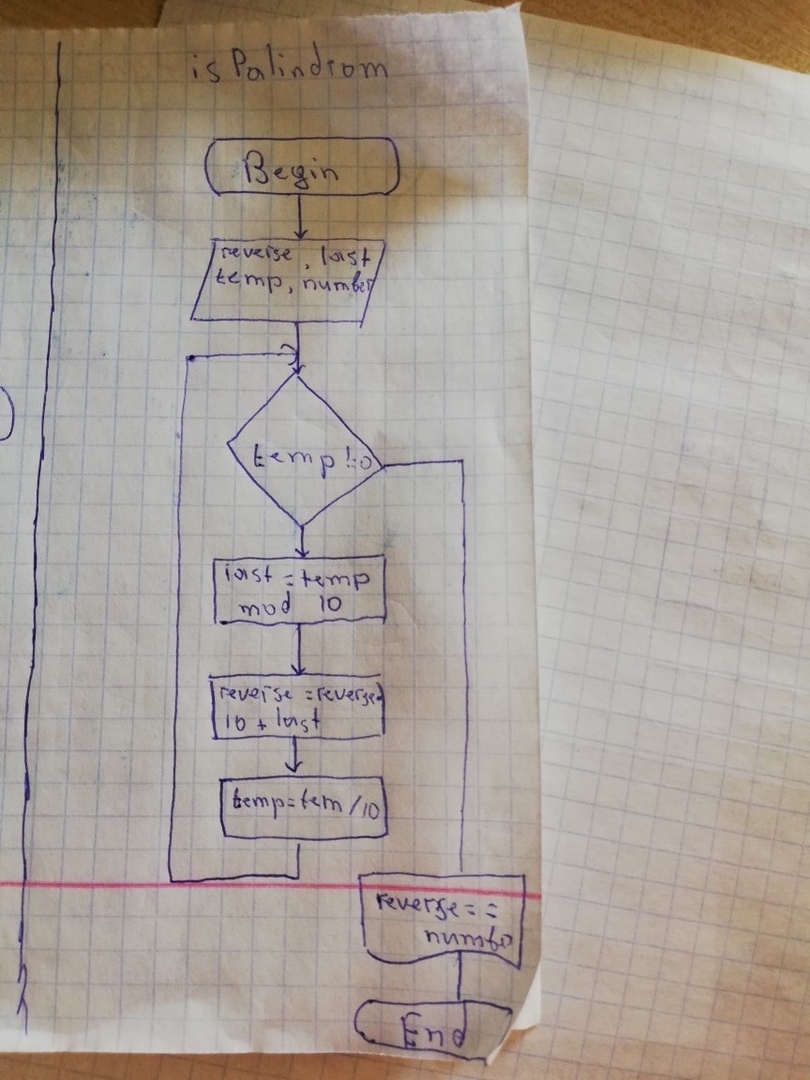 isPalindrom
Begin
reverse, last
temp, number
temp !=0
last = temp
mod 10
reverse = reverse*
10 + last
temp=tem/10
reverse==
number
End